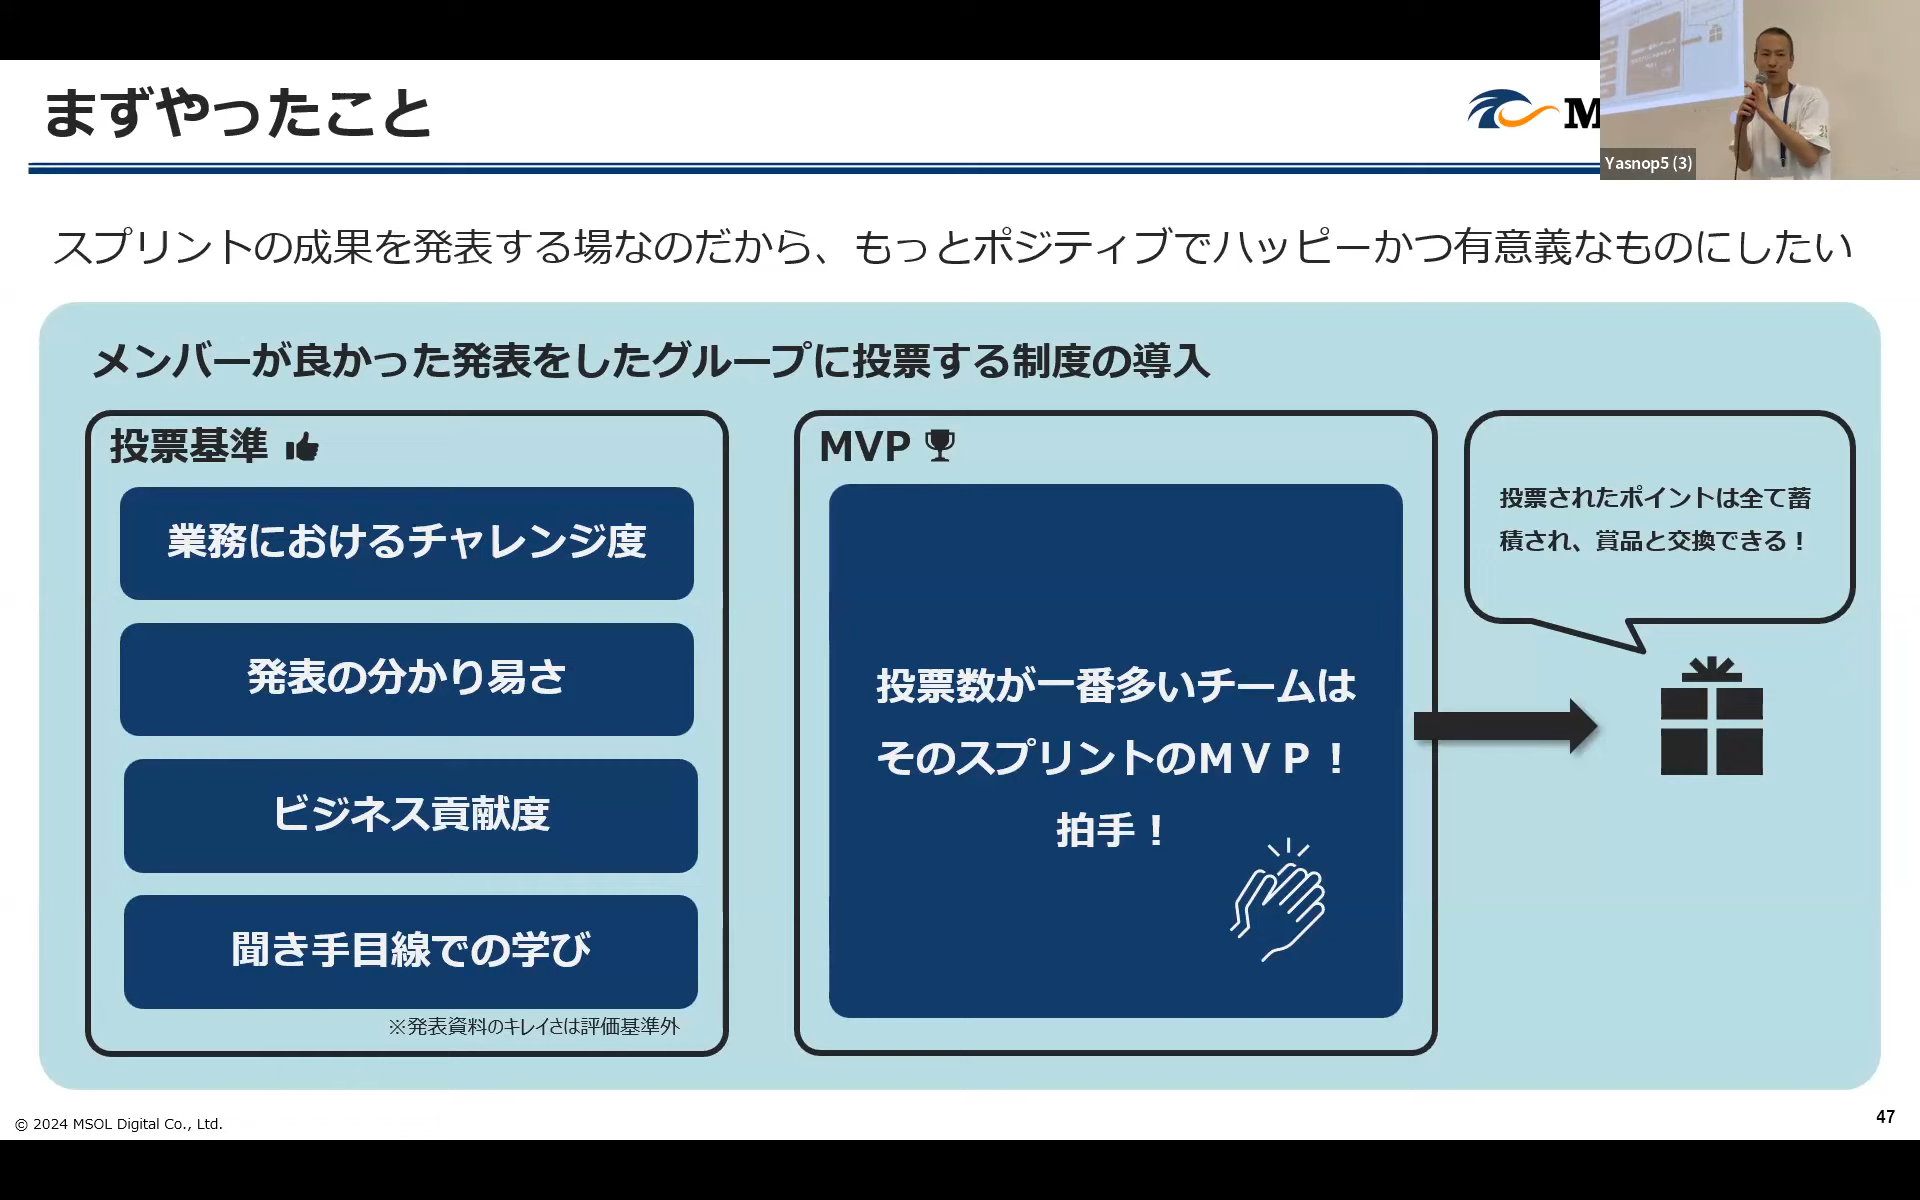 まずやったこと
M
Yasnop5 (3)
スプリントの成果を発表する場なのだから、もっとポジティブでハッピーかつ有意義なものにしたい
メンバーが良かった発表をしたグループに投票する制度の導入
投票基準
業務におけるチャレンジ度
発表の分かり易さ
ビジネス貢献度
聞き手目線での学び
※発表資料のキレイさは評価基準外
MVP
投票数が一番多いチームは
そのスプリントのＭＶＰ！
拍手！
投票されたポイントは全て蓄
積され、賞品と交換できる！
© 2024 MSOL Digital Co., Ltd.
47